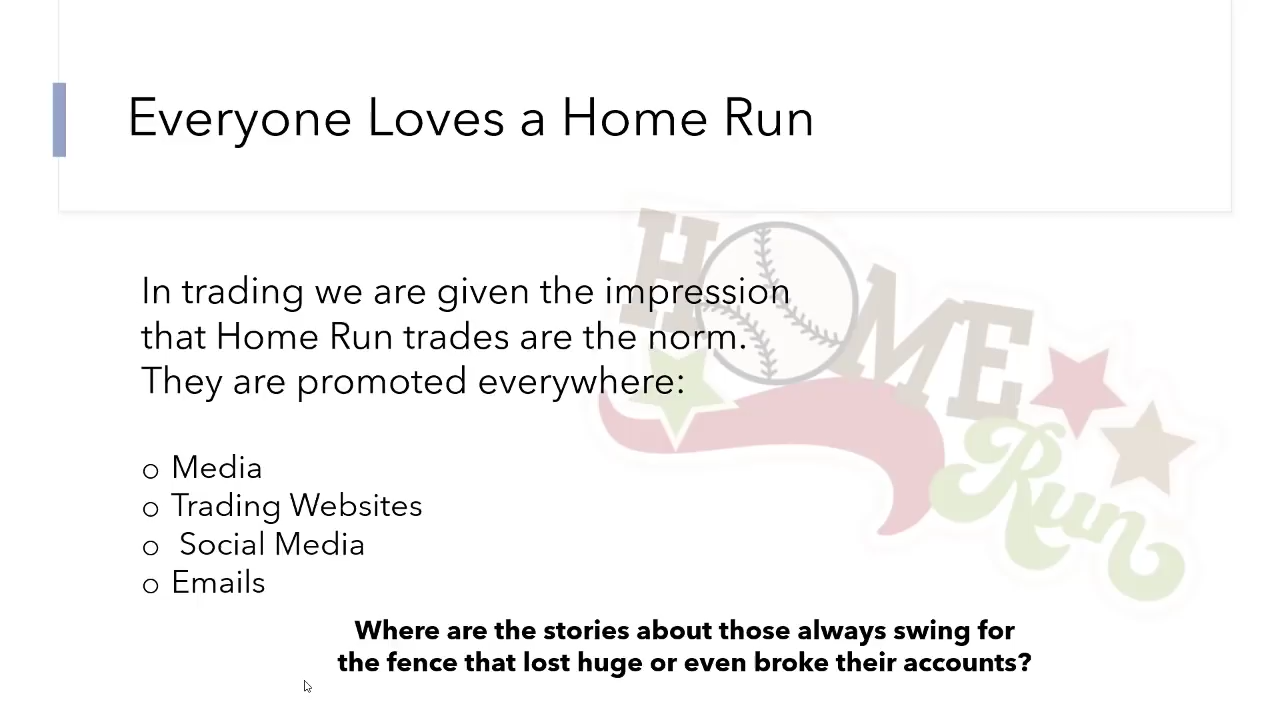 Everyone Loves a Home Run
HOME
Run
In trading we are given the impression
that Home Run trades are the norm.
They are promoted everywhere:
o Media
o Trading Websites
o Social Media
o Emails
Where are the stories about those always swing for
the fence that lost huge or even broke their accounts?